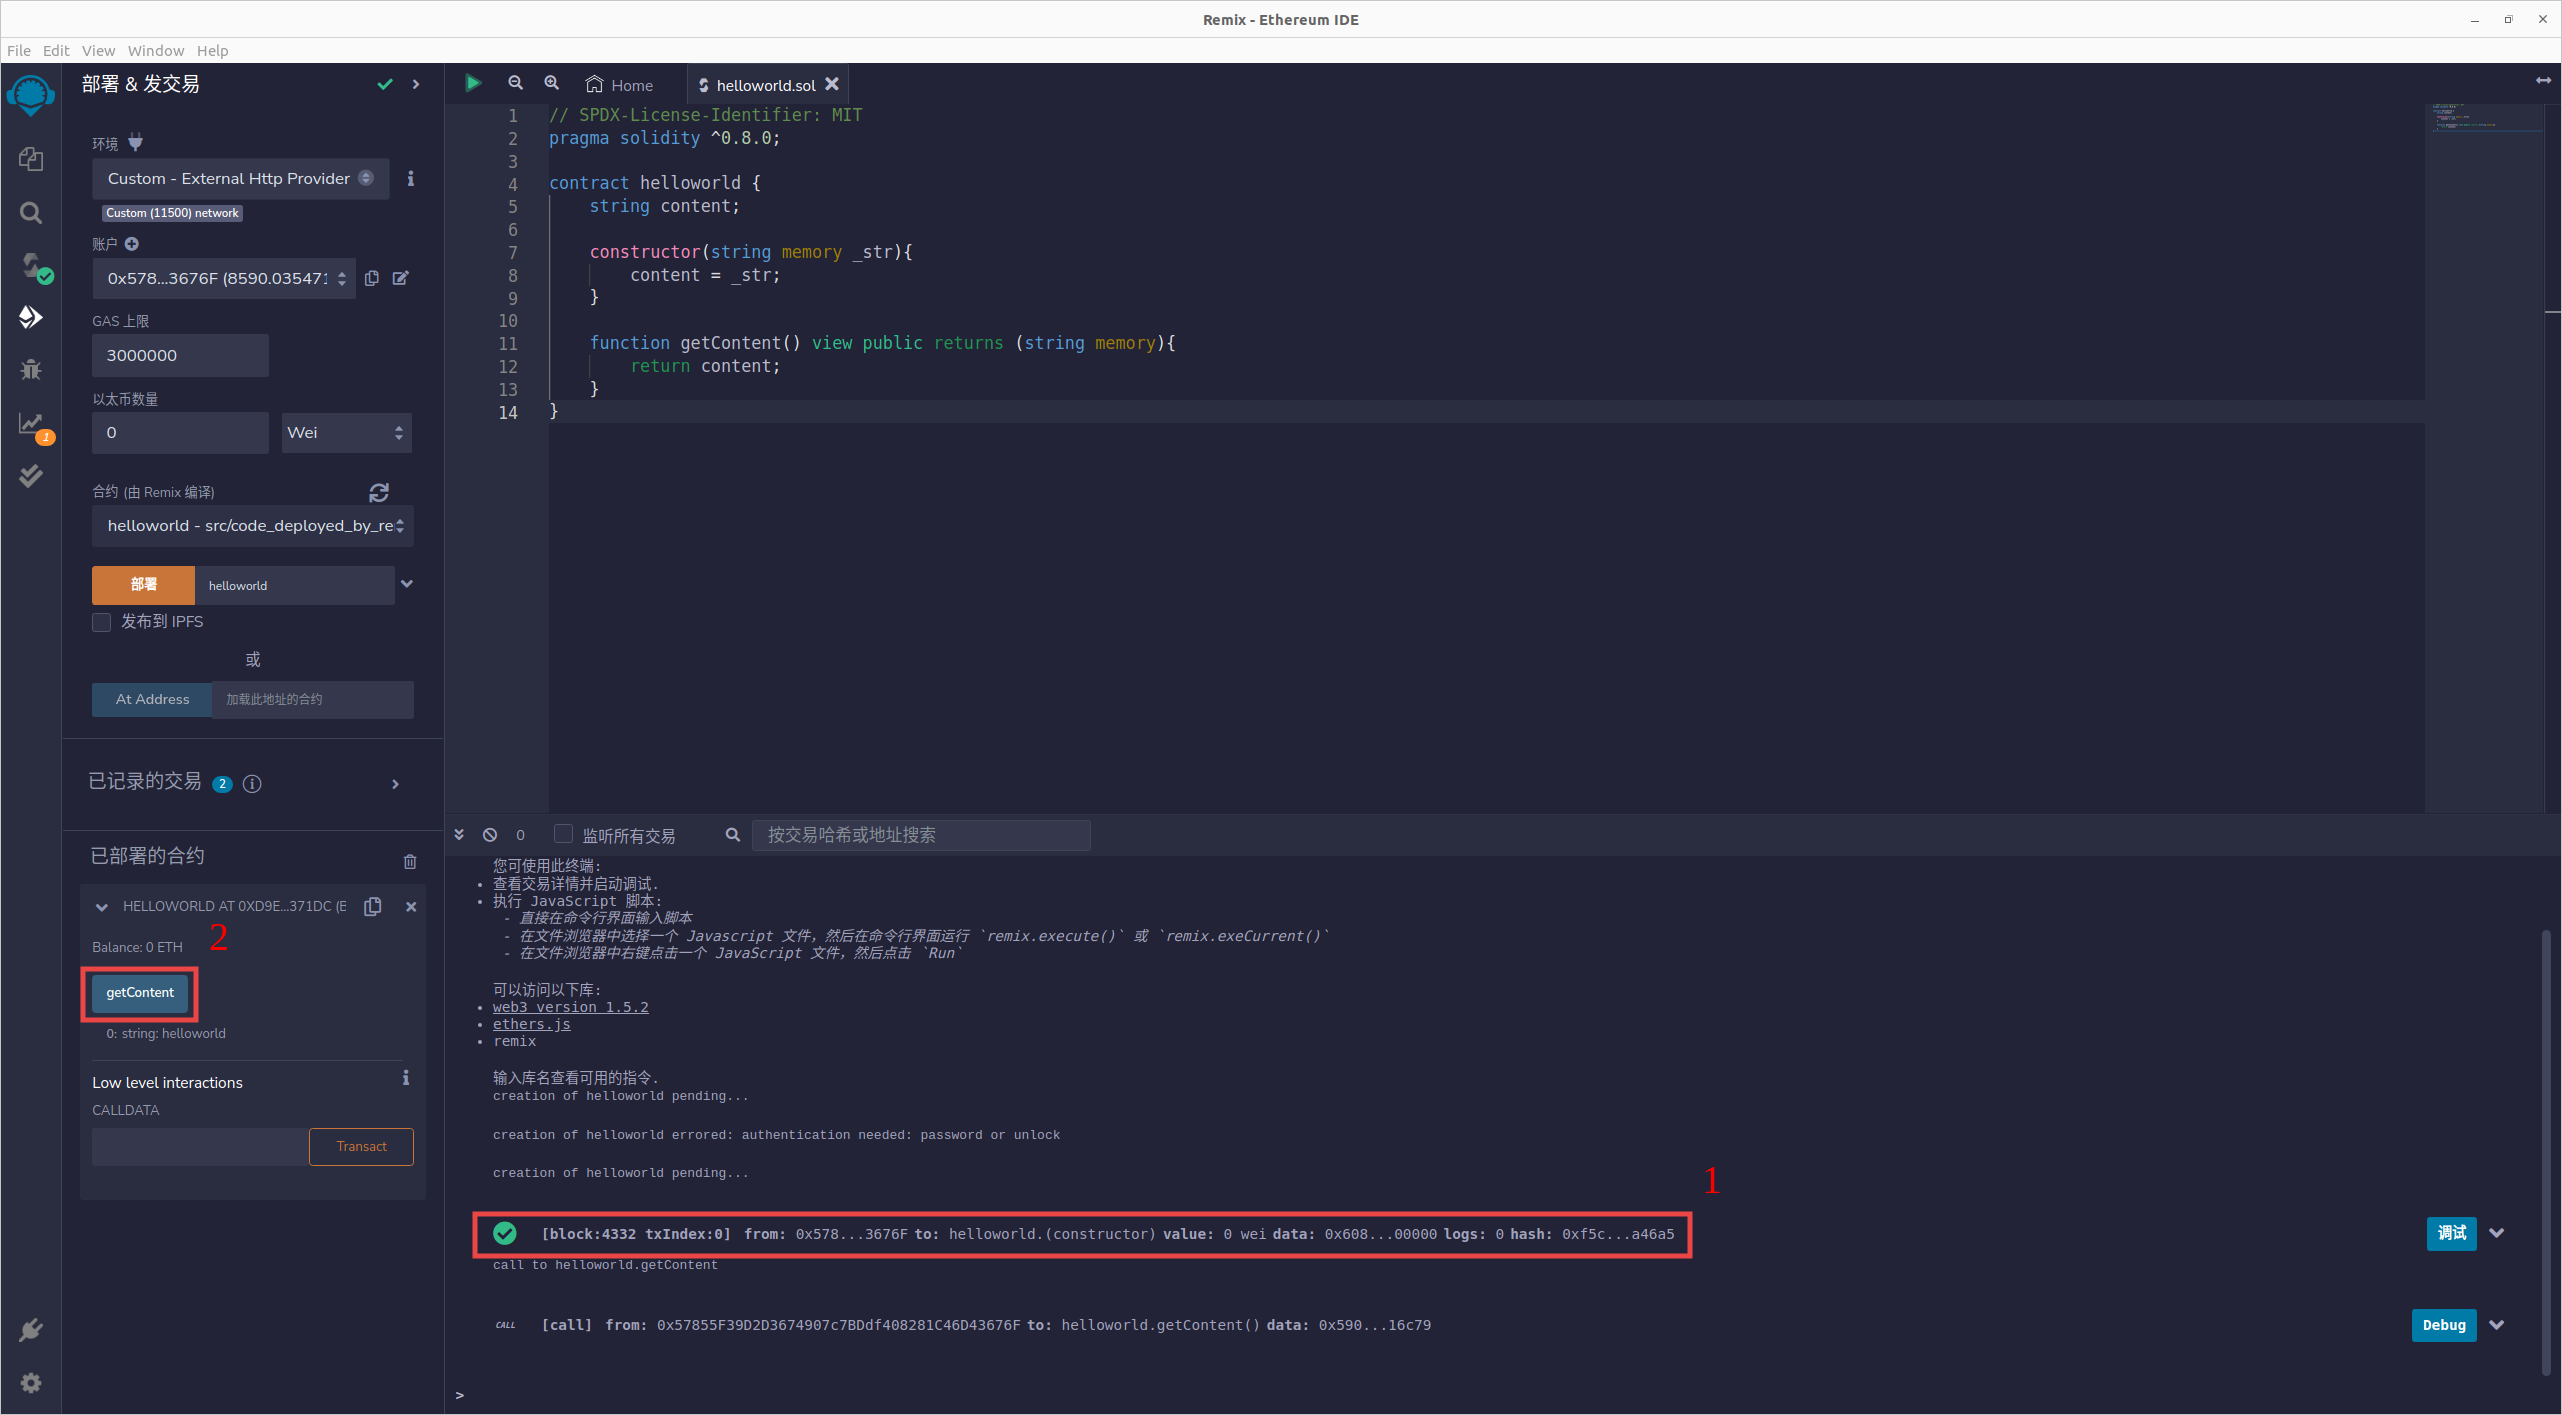 Remix - Ethereum IDE
File Edit View Window Help
部署 & 发交易
环境
Custom - External Http Provider
Custom (11500) network
账户
0x578...3676F (8590.035471
GAS 上限
3000000
以太币数量
0 Wei
合约 (由 Remix 编译)
helloworld - src/code_deployed_by_re
部署 helloworld
发布到 IPFS
或
At Address 加载此地址的合约
已记录的交易 2
已部署的合约
HELLOWORLD AT 0XD9E...371DC (B
Balance: 0 ETH
2
getContent
0: string: helloworld
Low level interactions
CALLDATA
Transact
1
Home helloworld.sol
1 // SPDX-License-Identifier: MIT
2 pragma solidity ^0.8.0;
3
4 contract helloworld {
5 string content;
6
7 constructor(string memory _str){
8 content = _str;
9 }
10
11 function getContent() view public returns (string memory){
12 return content;
13 }
14 }
0 监听所有交易 按交易哈希或地址搜索
您可使用此终端:
• 查看交易详情并启动调试.
• 执行 JavaScript 脚本:
- 直接在命令行界面输入脚本
- 在文件浏览器中选择一个 Javascript 文件，然后在命令行界面运行 `remix.execute()` 或 `remix.exeCurrent()`
- 在文件浏览器中右键点击一个 JavaScript 文件，然后点击 `Run`
可以访问以下库:
• web3 version 1.5.2
• ethers.js
• remix
输入库名查看可用的指令.
creation of helloworld pending...
creation of helloworld errored: authentication needed: password or unlock
creation of helloworld pending...
1
[block:4332 txIndex:0] from: 0x578...3676F to: helloworld.(constructor) value: 0 wei data: 0x608...00000 logs: 0 hash: 0xf5c...a46a5 调试
call to helloworld.getContent
CALL [call] from: 0x57855F39D2D3674907c7BDdf408281C46D43676F to: helloworld.getContent() data: 0x590...16c79 Debug
>